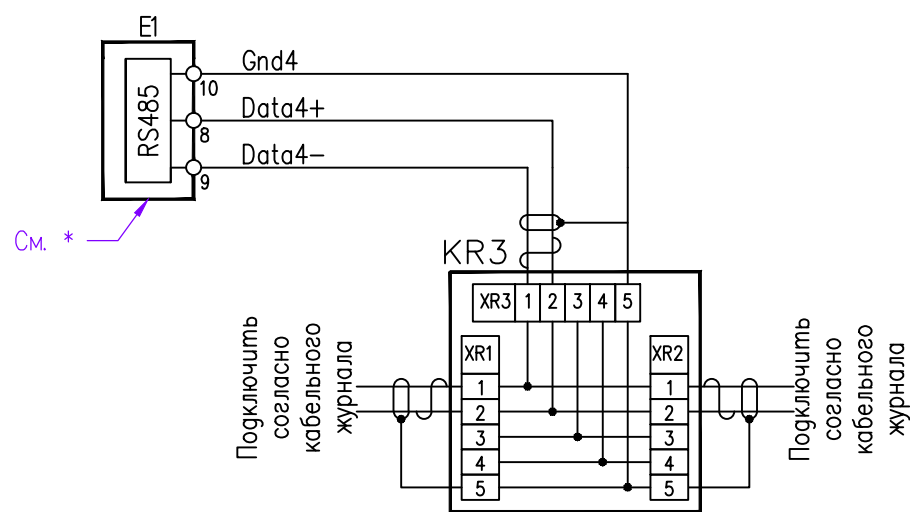 E1
RS485
Gnd4
10
Data4+
8
Data4-
9
См. *
KR3
XR3 1 2 3 4 5
XR1
1
2
3
4
5
XR2
1
2
3
4
5
Подключить
согласно
кабельного
журнала
Подключить
согласно
кабельного
журнала